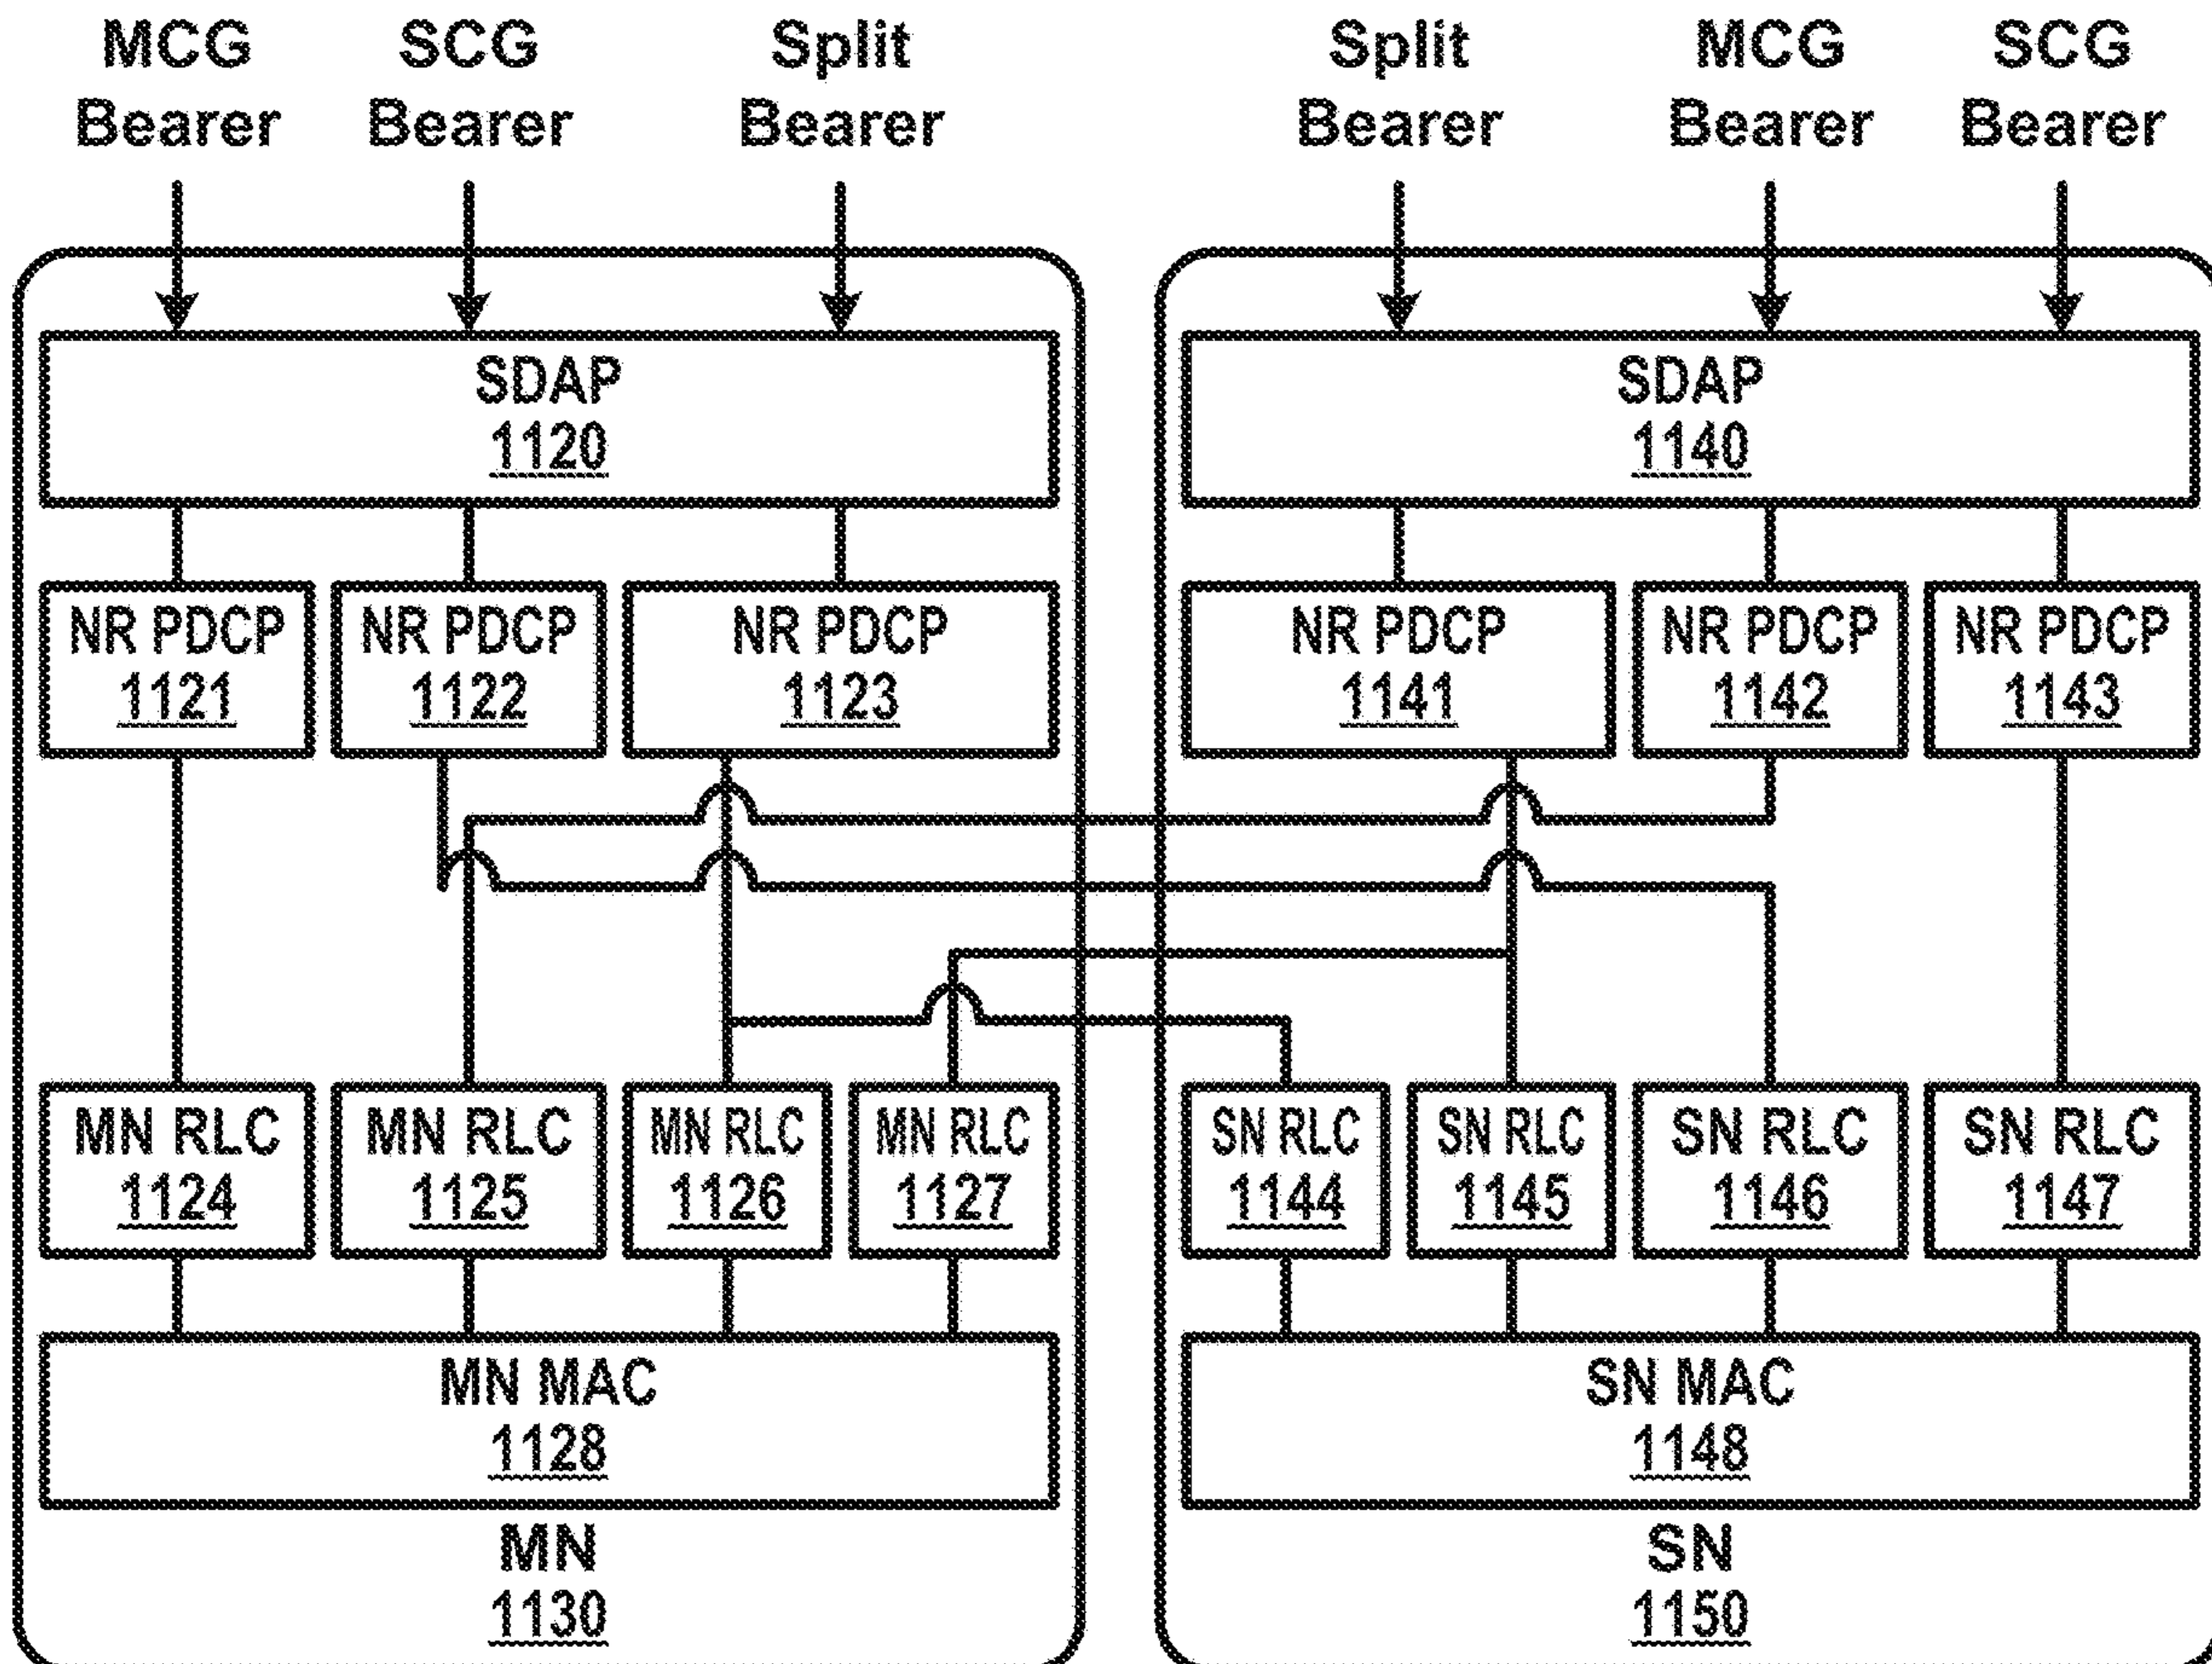 MCG Bearer
SCG Bearer
Split Bearer
Split Bearer
MCG Bearer
SCG Bearer
SDAP
1120
SDAP
1140
NR PDCP
1121
NR PDCP
1122
NR PDCP
1123
NR PDCP
1141
NR PDCP
1142
NR PDCP
1143
MN RLC
1124
MN RLC
1125
MN RLC
1126
MN RLC
1127
SN RLC
1144
SN RLC
1145
SN RLC
1146
SN RLC
1147
MN MAC
1128
SN MAC
1148
MN
1130
SN
1150